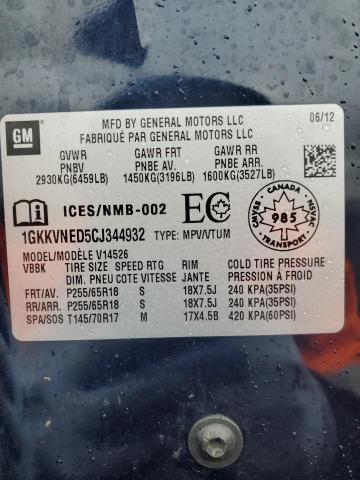 GM
MFD BY GENERAL MOTORS LLC 06/12
FABRIQUÉ PAR GENERAL MOTORS LLC
GVWR GAWR FRT GAWR RR
PNBV PNBE AV. PNBE ARR.
2930KG(6459LB) 1450KG(3196LB) 1600KG(3527LB)
ICES/NMB-002 EC CANADA CMVSS NSVAC 985 TRANSPORT
1GKKVNED5CJ344932 TYPE: MPV/VTUM
MODEL/MODÈLE V14526
VBBK TIRE SIZE SPEED RTG RIM COLD TIRE PRESSURE
DIM. PNEU COTE VITESSE JANTE PRESSION À FROID
FRT/AV. P255/65R18 S 18X7.5J 240 KPA(35PSI)
RR/ARR. P255/65R18 S 18X7.5J 240 KPA(35PSI)
SPA/SOS T145/70R17 M 17X4.5B 420 KPA(60PSI)